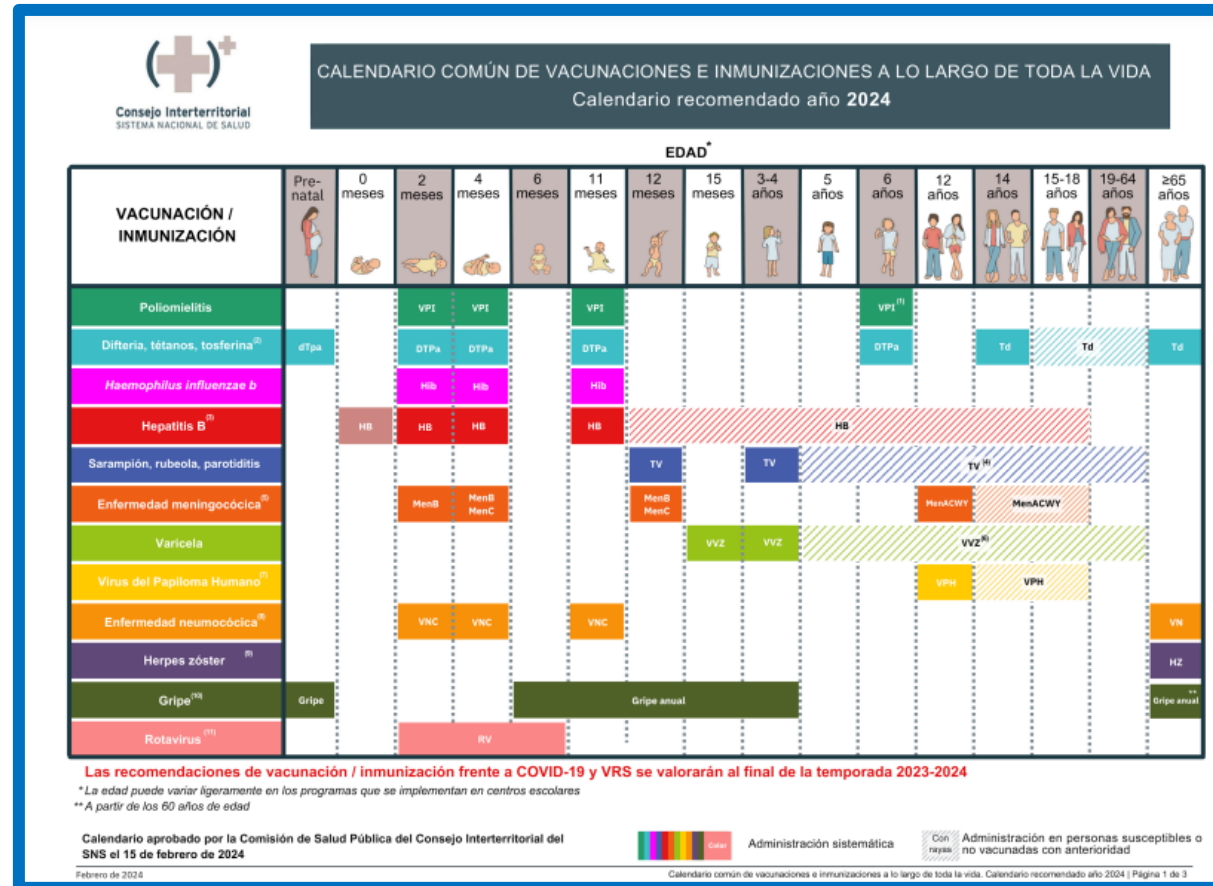 CALENDARIO COMÚN DE VACUNACIONES E INMUNIZACIONES A LO LARGO DE TODA LA VIDA
Calendario recomendado año 2024
Consejo Interterritorial
SISTEMA NACIONAL DE SALUD
EDAD*
VACUNACIÓN / INMUNIZACIÓN
Pre-natal 0 meses 2 meses 4 meses 6 meses 11 meses 12 meses 15 meses 3-4 años 5 años 6 años 12 años 14 años 15-18 años 19-64 años ≥65 años
Poliomielitis VPI VPI VPI VPI(1)
Difteria, tétanos, tosferina(2) dTpa DTPa DTPa DTPa DTPa Td Td Td
Haemophilus influenzae b Hib Hib Hib
Hepatitis B(3) HB HB HB HB HB
Sarampión, rubeola, parotiditis TV TV TV(4)
Enfermedad meningocócica(5) MenB MenB MenC MenB MenC MenACWY MenACWY
Varicela VVZ VVZ VVZ(6)
Virus del Papiloma Humano(7) VPH VPH
Enfermedad neumocócica(8) VNC VNC VNC VN
Herpes zóster (9) HZ
Gripe(10) Gripe Gripe anual Gripe anual**
Rotavirus (11) RV
Las recomendaciones de vacunación / inmunización frente a COVID-19 y VRS se valorarán al final de la temporada 2023-2024
* La edad puede variar ligeramente en los programas que se implementan en centros escolares
** A partir de los 60 años de edad
Calendario aprobado por la Comisión de Salud Pública del Consejo Interterritorial del
SNS el 15 de febrero de 2024
Color Administración sistemática
Con rayas Administración en personas susceptibles o
no vacunadas con anterioridad
Febrero de 2024
Calendario común de vacunaciones e inmunizaciones a lo largo de toda la vida. Calendario recomendado año 2024 | Página 1 de 3